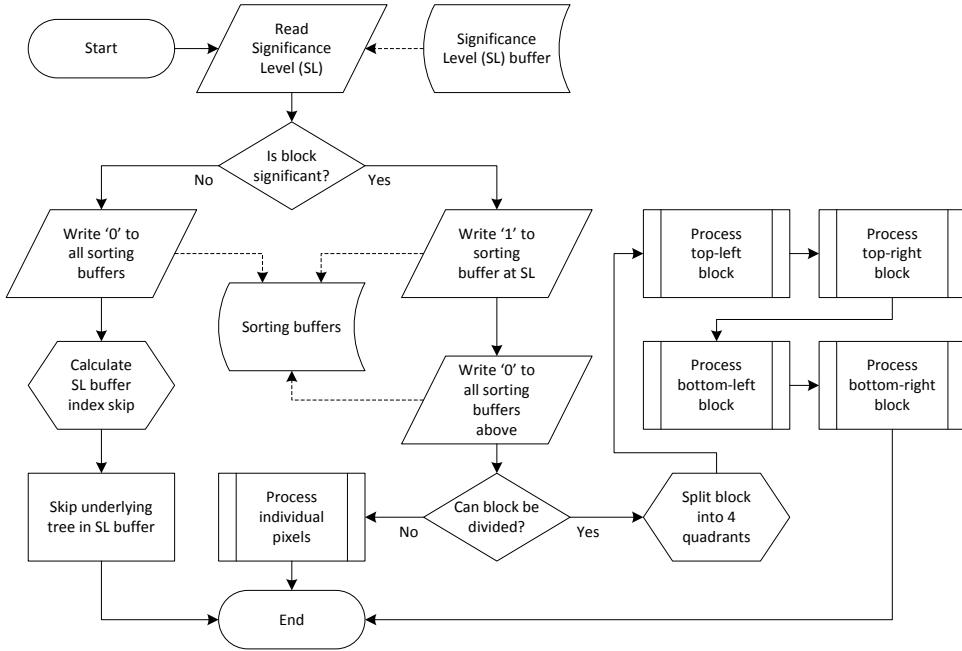 Start
Read
Significance
Level (SL)
Significance
Level (SL) buffer
Is block
significant?
No
Yes
Write ‘0’ to
all sorting
buffers
Write ‘1’ to
sorting
buffer at SL
Process
top-left
block
Process
top-right
block
Sorting buffers
Calculate
SL buffer
index skip
Write ‘0’ to
all sorting
buffers
above
Process
bottom-left
block
Process
bottom-right
block
Skip underlying
tree in SL buffer
Process
individual
pixels
No
Can block be
divided?
Yes
Split block
into 4
quadrants
End